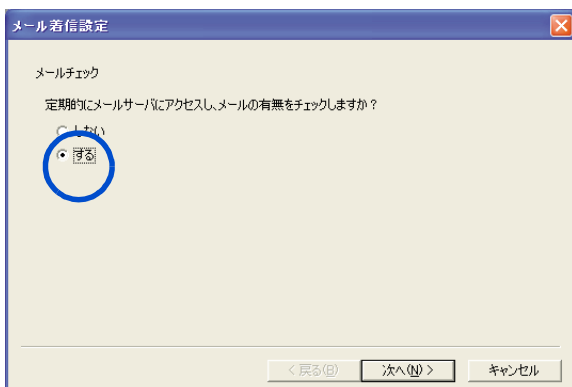 メール着信設定
メールチェック
定期的にメールサーバにアクセスし、メールの有無をチェックしますか？
しない
する
< 戻る(B)
次へ(N) >
キャンセル